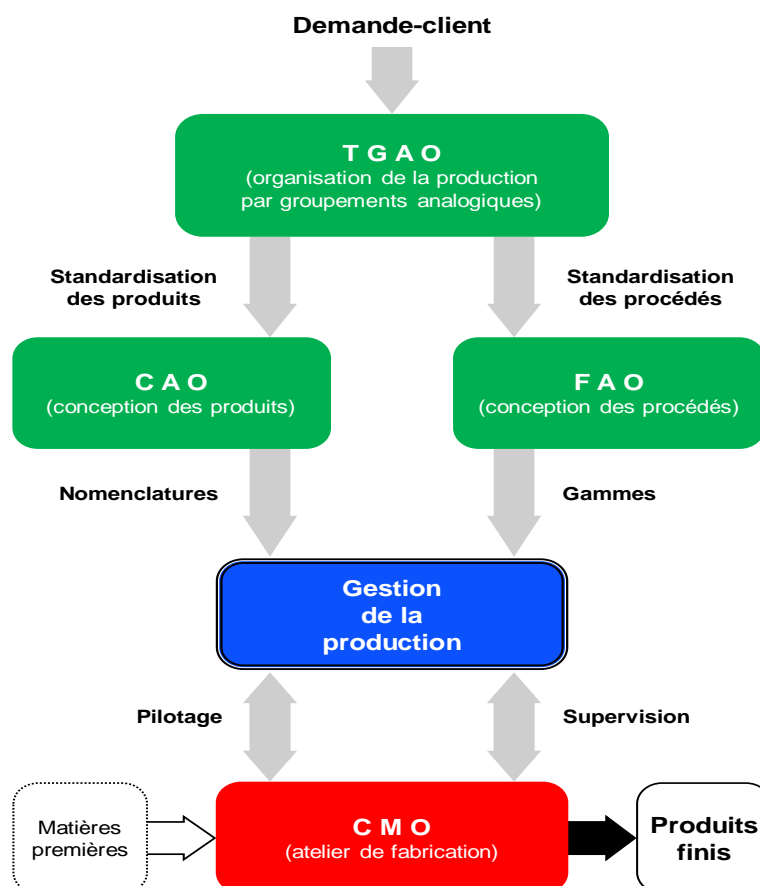 Demande-client
T G A O
(organisation de la production
par groupements analogiques)
Standardisation
des produits
Standardisation
des procédés
C A O
(conception des produits)
F A O
(conception des procédés)
Nomenclatures
Gammes
Gestion
de la
production
Pilotage
Supervision
Matières
premières
C M O
(atelier de fabrication)
Produits
finis